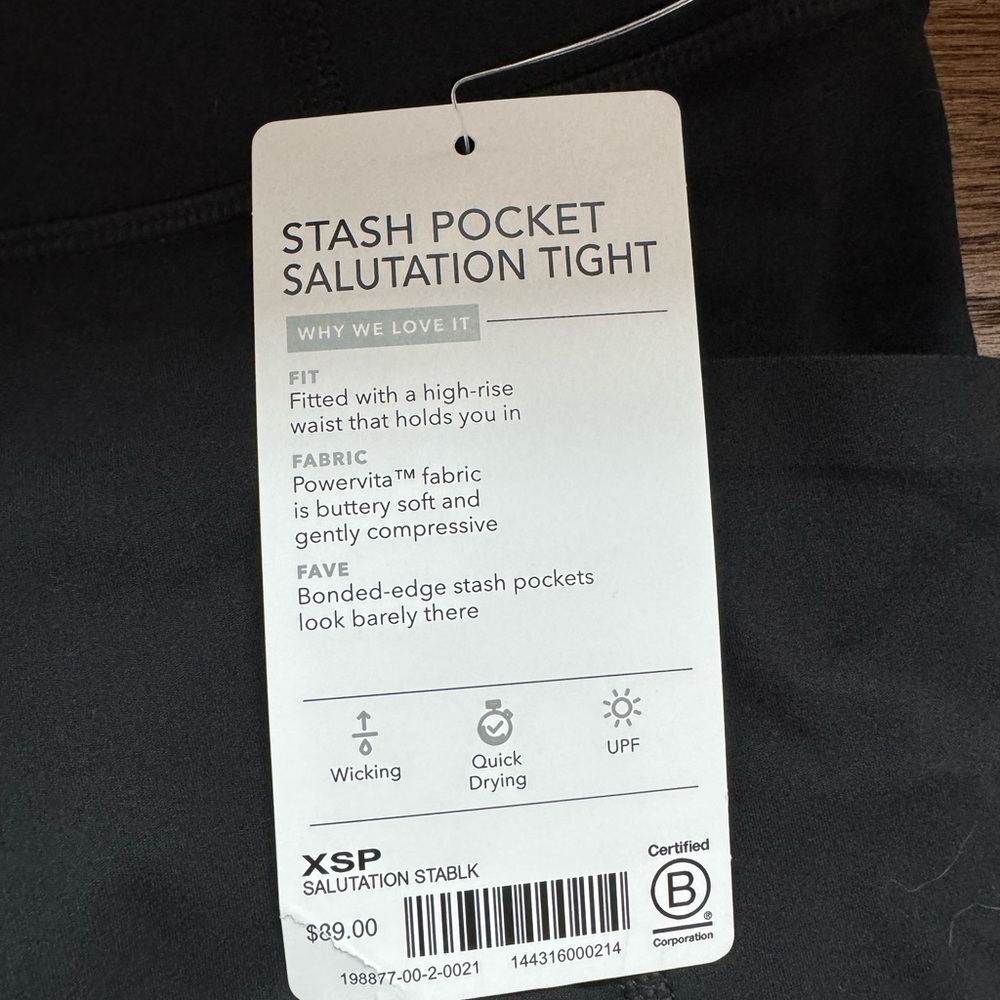 STASH POCKET
SALUTATION TIGHT
WHY WE LOVE IT
FIT
Fitted with a high-rise
waist that holds you in
FABRIC
Powervita™ fabric
is buttery soft and
gently compressive
FAVE
Bonded-edge stash pockets
look barely there
Wicking
Quick
Drying
UPF
XSP
SALUTATION STABLK
$89.00
198877-00-2-0021
144316000214
Certified
B
®
Corporation